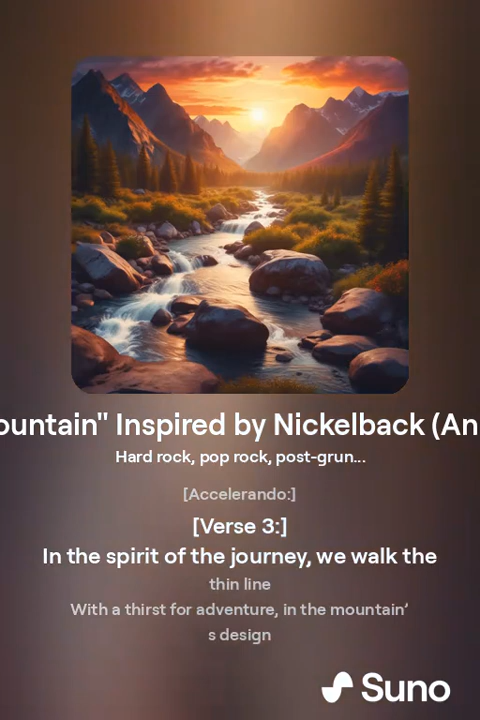 ountain" Inspired by Nickelback (An
Hard rock, pop rock, post-grun...
[Accelerando:]
[Verse 3:]
In the spirit of the journey, we walk the
thin line
With a thirst for adventure, in the mountain’
s design
Suno